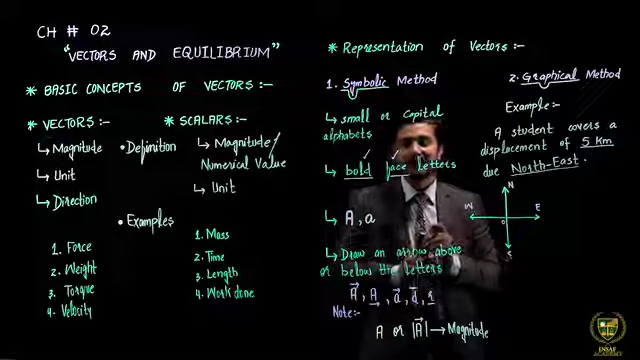 CH # 02
"VECTORS AND EQUILIBRIUM"
* BASIC CONCEPTS OF VECTORS:-
* VECTORS:-
↳ Magnitude
↳ Unit
↳ Direction
• Definition
* SCALARS:-
↳ Magnitude/
Numerical Value
↳ Unit
• Examples
1. Force
2. Weight
3. Torque
4. Velocity
1. Mass
2. Time
3. Length
4. Work done
* Representation of Vectors:-
1. Symbolic Method
↳ small or capital
alphabets
↳ bold face letters
↳ A, a
↳ Draw an arrow above
or below the letters
Note:-
A or |A⃗| → Magnitude
2. Graphical Method
Example:-
A student covers a
displacement of 5 Km
due North-East.
N
W E
O
S
INSAF
ACADEMY